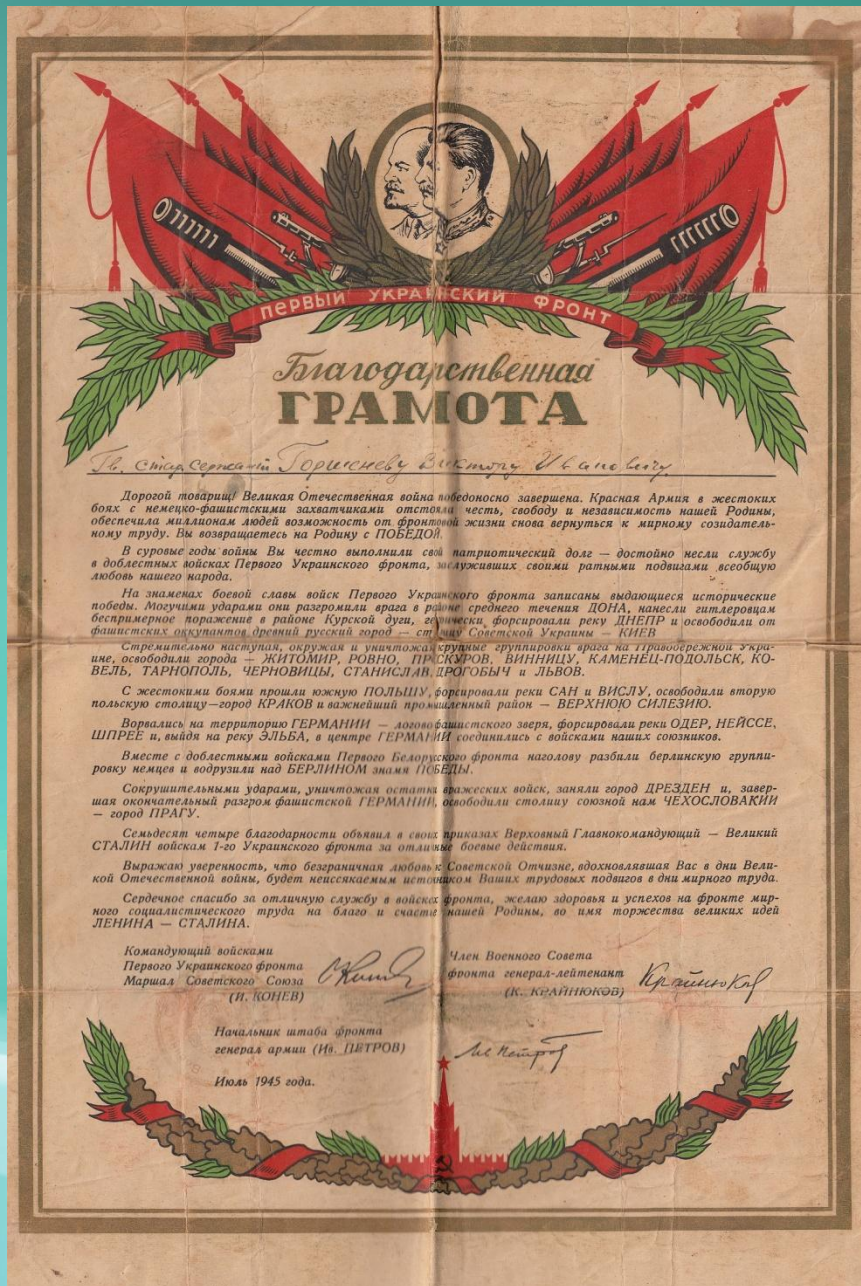 ПЕРВЫЙ УКРАИНСКИЙ ФРОНТ
Благодарственная
ГРАМОТА
Гв. стар. сержант Горшеневу Виктору Ивановичу
Дорогой товарищ! Великая Отечественная война победоносно завершена. Красная Армия в жестоких
боях с немецко-фашистскими захватчиками отстояла честь, свободу и независимость нашей Родины,
обеспечила миллионам людей возможность от фронтовой жизни снова вернуться к мирному созидатель-
ному труду. Вы возвращаетесь на Родину с ПОБЕДОЙ.
В суровые годы войны Вы честно выполнили свой патриотический долг — достойно несли службу
в доблестных войсках Первого Украинского фронта, заслуживших своими ратными подвигами всеобщую
любовь нашего народа.
На знаменах боевой славы войск Первого Украинского фронта записаны выдающиеся исторические
победы. Могучими ударами они разгромили врага в районе среднего течения ДОНА, нанесли гитлеровцам
беспримерное поражение в районе Курской дуги, героически форсировали реку ДНЕПР и освободили от
фашистских оккупантов древний русский город — столицу Советской Украины — КИЕВ
Стремительно наступая, окружая и уничтожая крупные группировки врага на Правобережной Укра-
ине, освободили города — ЖИТОМИР, РОВНО, ПРОСКУРОВ, ВИННИЦУ, КАМЕНЕЦ-ПОДОЛЬСК, КО-
ВЕЛЬ, ТАРНОПОЛЬ, ЧЕРНОВИЦЫ, СТАНИСЛАВ, ДРОГОБЫЧ и ЛЬВОВ.
С жестокими боями прошли южную ПОЛЬШУ, форсировали реки САН и ВИСЛУ, освободили вторую
польскую столицу—город КРАКОВ и важнейший промышленный район — ВЕРХНЮЮ СИЛЕЗИЮ.
Ворвались на территорию ГЕРМАНИИ — логово фашистского зверя, форсировали реки ОДЕР, НЕЙССЕ,
ШПРЕЕ и, выйдя на реку ЭЛЬБА, в центре ГЕРМАНИИ соединились с войсками наших союзников.
Вместе с доблестными войсками Первого Белорусского фронта наголову разбили берлинскую группи-
ровку немцев и водрузили над БЕРЛИНОМ знамя ПОБЕДЫ.
Сокрушительными ударами, уничтожая остатки вражеских войск, заняли город ДРЕЗДЕН и, завер-
шая окончательный разгром фашистской ГЕРМАНИИ, освободили столицу союзной нам ЧЕХОСЛОВАКИИ
— город ПРАГУ.
Семьдесят четыре благодарности объявил в своих приказах Верховный Главнокомандующий — Великий
СТАЛИН войскам 1-го Украинского фронта за отличные боевые действия.
Выражаю уверенность, что безграничная любовь к Советской Отчизне, вдохновлявшая Вас в дни Вели-
кой Отечественной войны, будет неиссякаемым источником Ваших трудовых подвигов в дни мирного труда.
Сердечное спасибо за отличную службу в войсках фронта, желаю здоровья и успехов на фронте мир-
ного социалистического труда на благо и счастье нашей Родины, во имя торжества великих идей
ЛЕНИНА — СТАЛИНА.
Командующий войсками
Первого Украинского фронта
Маршал Советского Союза
(И. КОНЕВ)
Член Военного Совета
фронта генерал-лейтенант
(К. КРАЙНЮКОВ)
Крайнюков
Начальник штаба фронта
генерал армии (Ив. ПЕТРОВ)
Ив Петров
Июль 1945 года.